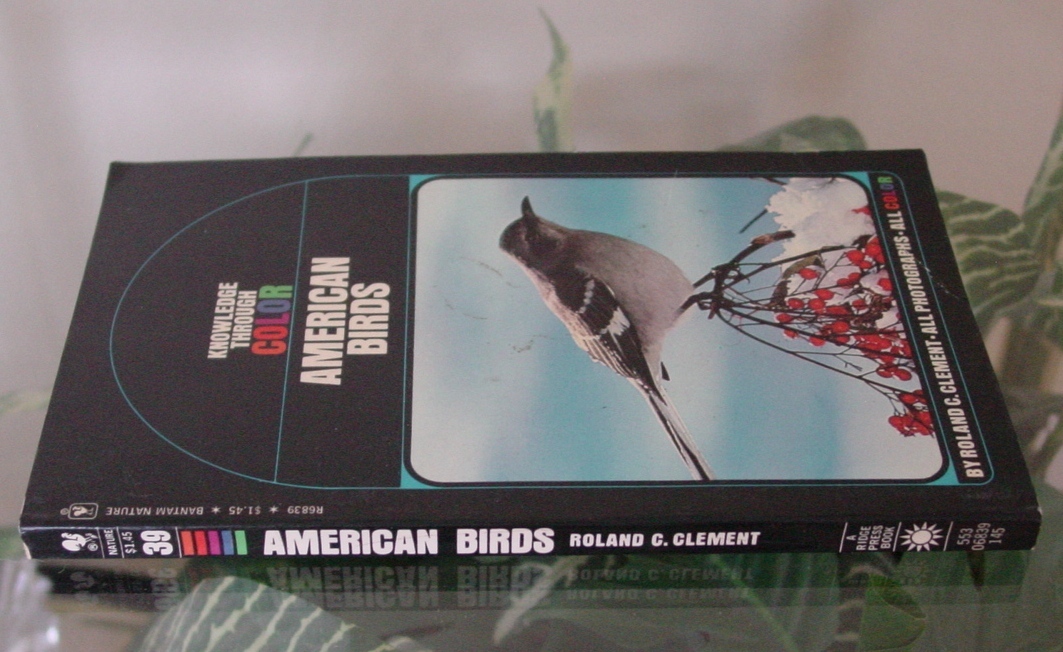 KNOWLEDGE
THROUGH
COLOR
AMERICAN
BIRDS
BY ROLAND C. CLEMENT · ALL PHOTOGRAPHS · ALL COLOR
R6839 ★ $1.45 ★ BANTAM NATURE
®
NATURE
$1.45
39
AMERICAN BIRDS ROLAND C. CLEMENT
A
RIDGE
PRESS
BOOK
553
06839
145